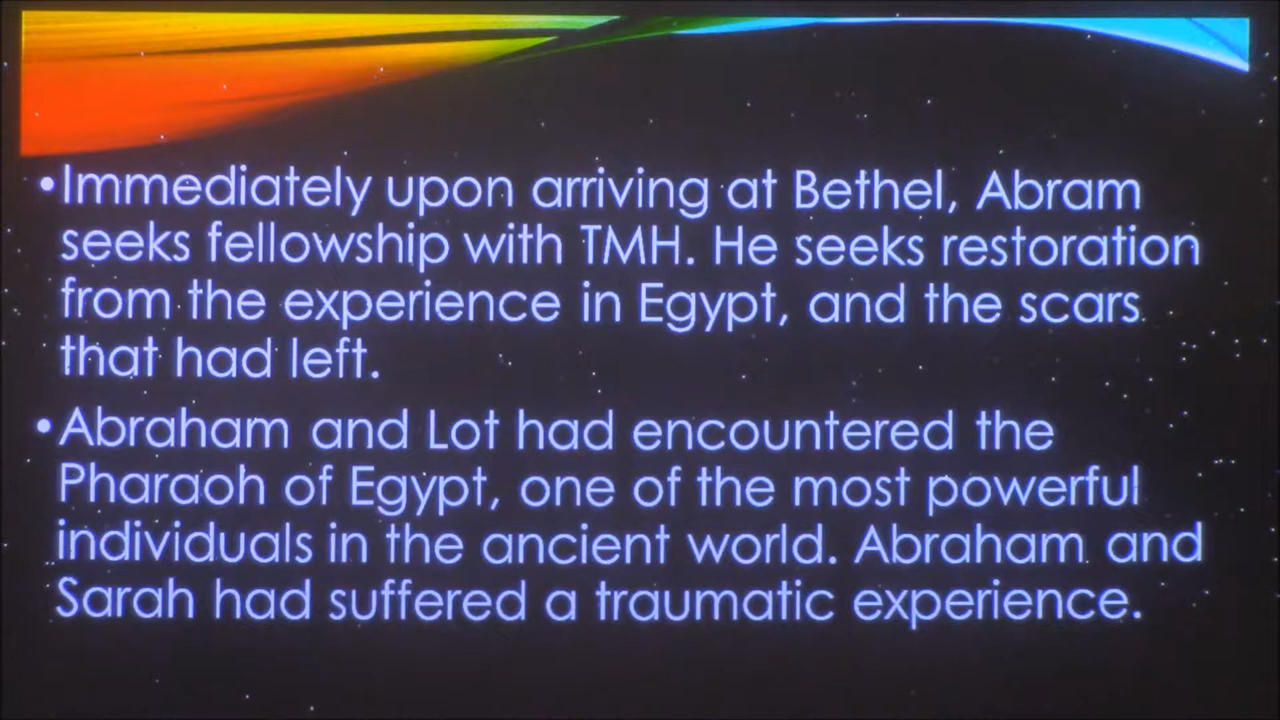 •Immediately upon arriving at Bethel, Abram
seeks fellowship with TMH. He seeks restoration
from the experience in Egypt, and the scars
that had left.
•Abraham and Lot had encountered the
Pharaoh of Egypt, one of the most powerful
individuals in the ancient world. Abraham and
Sarah had suffered a traumatic experience.